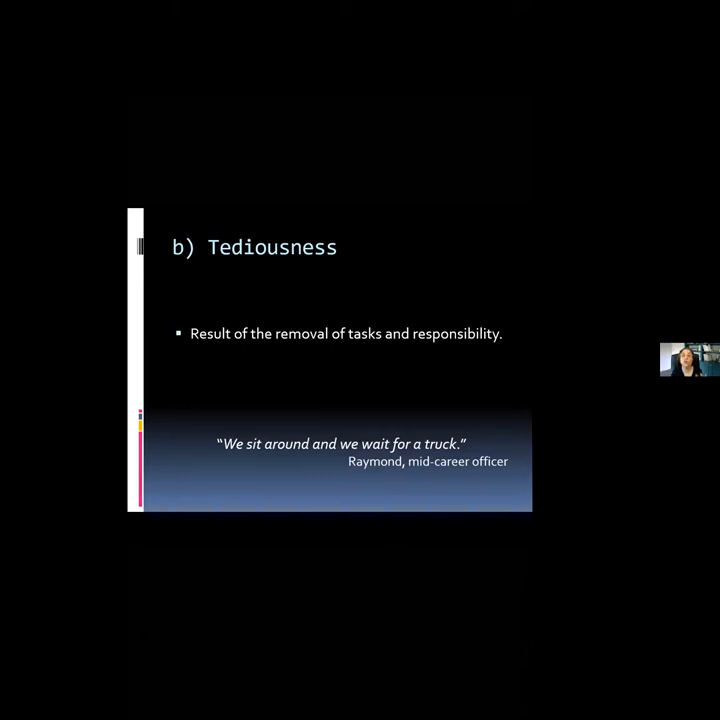 b) Tediousness
Result of the removal of tasks and responsibility.
"We sit around and we wait for a truck."
Raymond, mid-career officer